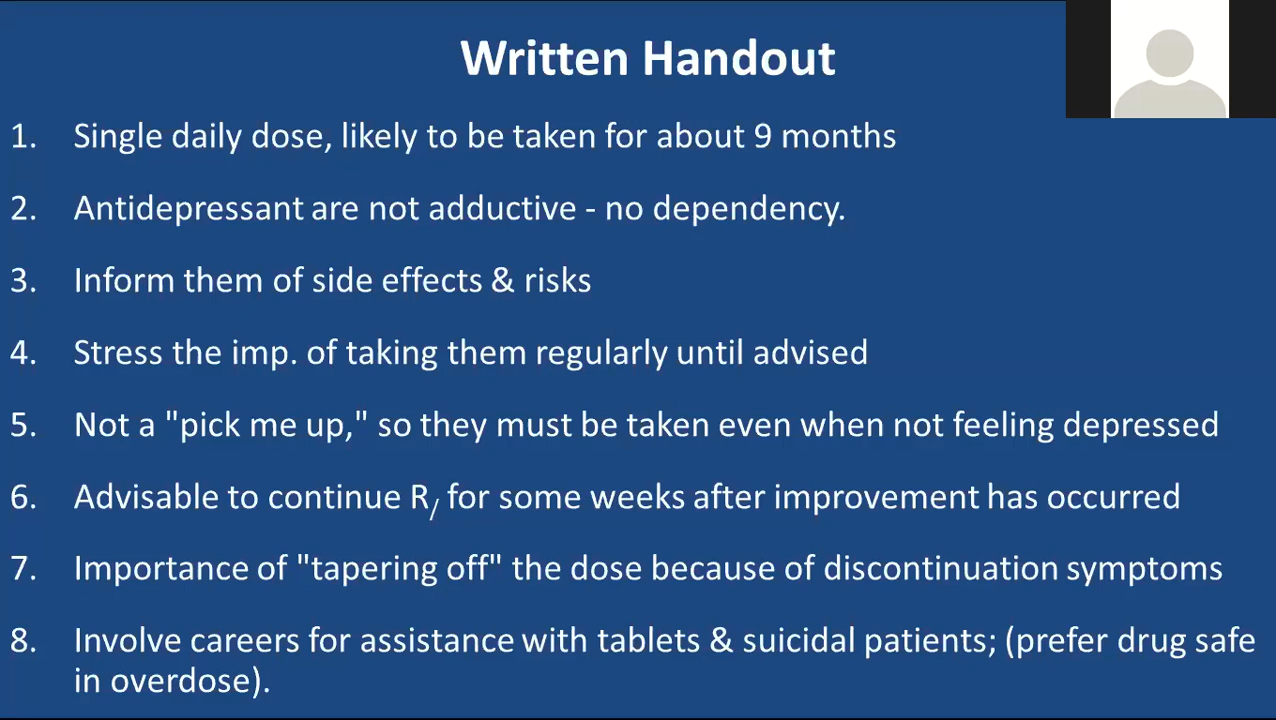 Written Handout
1. Single daily dose, likely to be taken for about 9 months
2. Antidepressant are not adductive - no dependency.
3. Inform them of side effects & risks
4. Stress the imp. of taking them regularly until advised
5. Not a "pick me up," so they must be taken even when not feeling depressed
6. Advisable to continue R/ for some weeks after improvement has occurred
7. Importance of "tapering off" the dose because of discontinuation symptoms
8. Involve careers for assistance with tablets & suicidal patients; (prefer drug safe
in overdose).